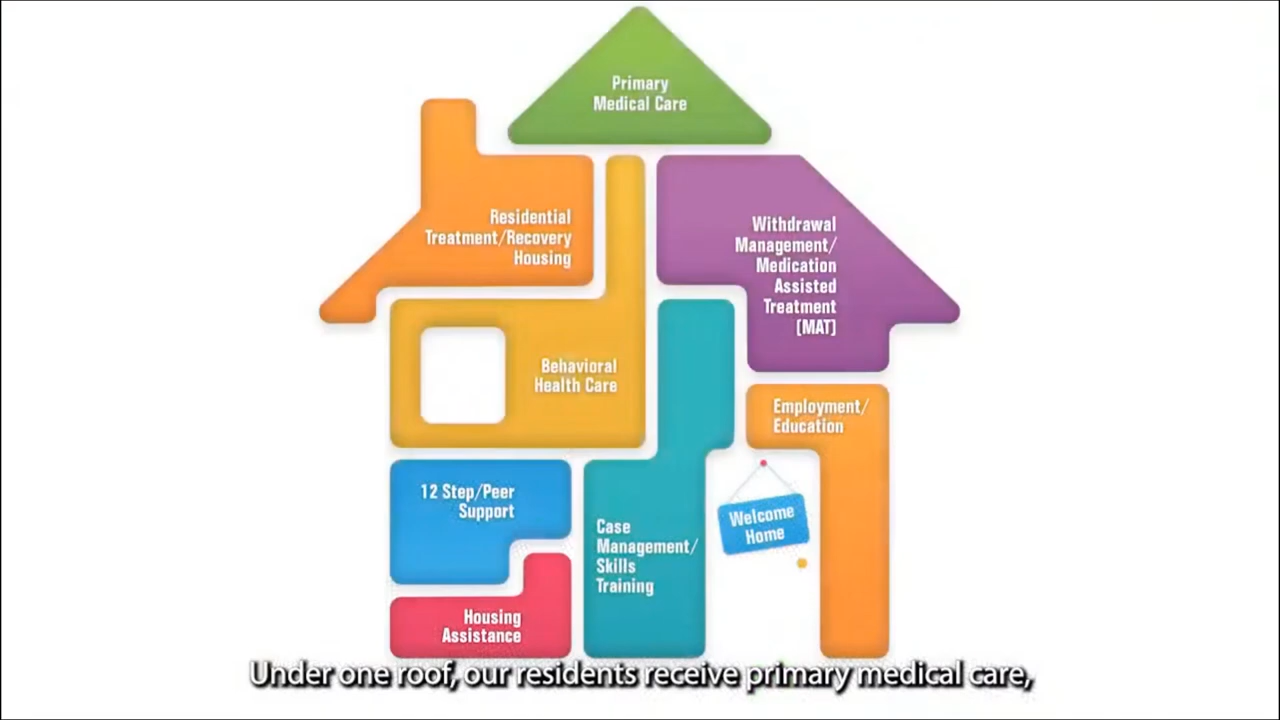 Primary
Medical Care
Residential
Treatment/Recovery
Housing
Withdrawal
Management/
Medication
Assisted
Treatment
(MAT)
Behavioral
Health Care
Employment/
Education
12 Step/Peer
Support
Case
Management/
Skills
Training
Welcome
Home
Housing
Assistance
Under one roof, our residents receive primary medical care,